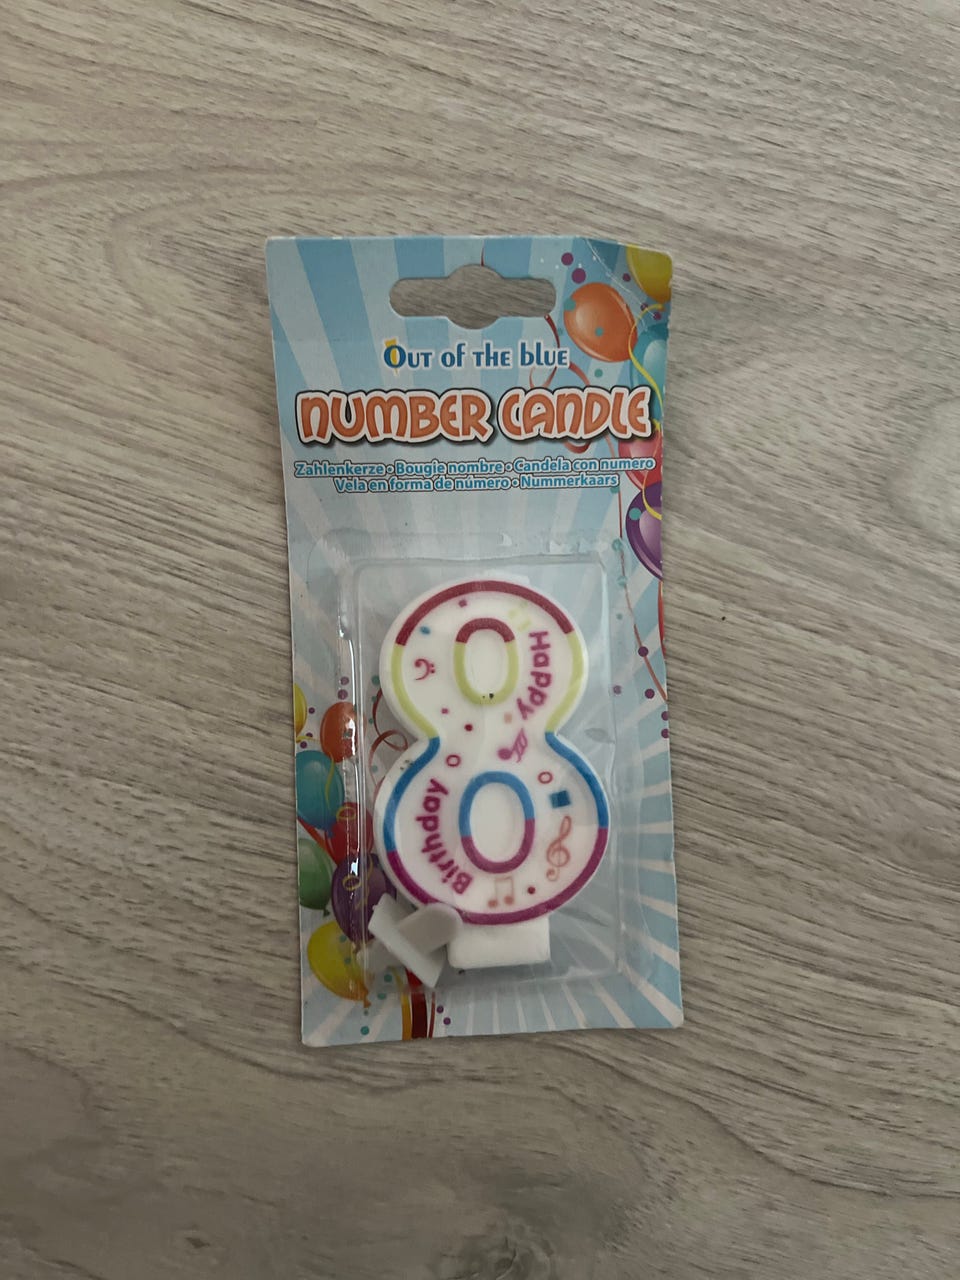 Out of the blue
NUMBER CANDLE
Zahlenkerze • Bougie nombre • Candela con numero
Vela en forma de número • Nummerkaars
8
Happy
Birthday